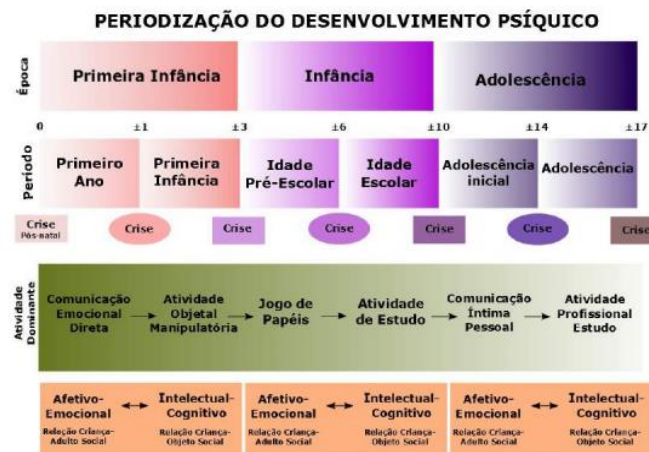 PERIODIZAÇÃO DO DESENVOLVIMENTO PSÍQUICO
Época
Primeira Infância
Infância
Adolescência
0 ±1 ±3 ±6 ±10 ±14 ±17
Período
Primeiro
Ano
Primeira
Infância
Idade
Pré-Escolar
Idade
Escolar
Adolescência
inicial
Adolescência
Crise
Pós-natal
Crise
Crise
Crise
Crise
Crise
Crise
Atividade
Dominante
Comunicação
Emocional
Direta
Atividade
Objetal
Manipulatória
Jogo de
Papéis
Atividade
de Estudo
Comunicação
Íntima
Pessoal
Atividade
Profissional
Estudo
Afetivo-
Emocional
Relação Criança-
Adulto Social
Intelectual-
Cognitivo
Relação Criança-
Objeto Social
Afetivo-
Emocional
Relação Criança-
Adulto Social
Intelectual-
Cognitivo
Relação Criança-
Objeto Social
Afetivo-
Emocional
Relação Criança-
Adulto Social
Intelectual-
Cognitivo
Relação Criança-
Objeto Social